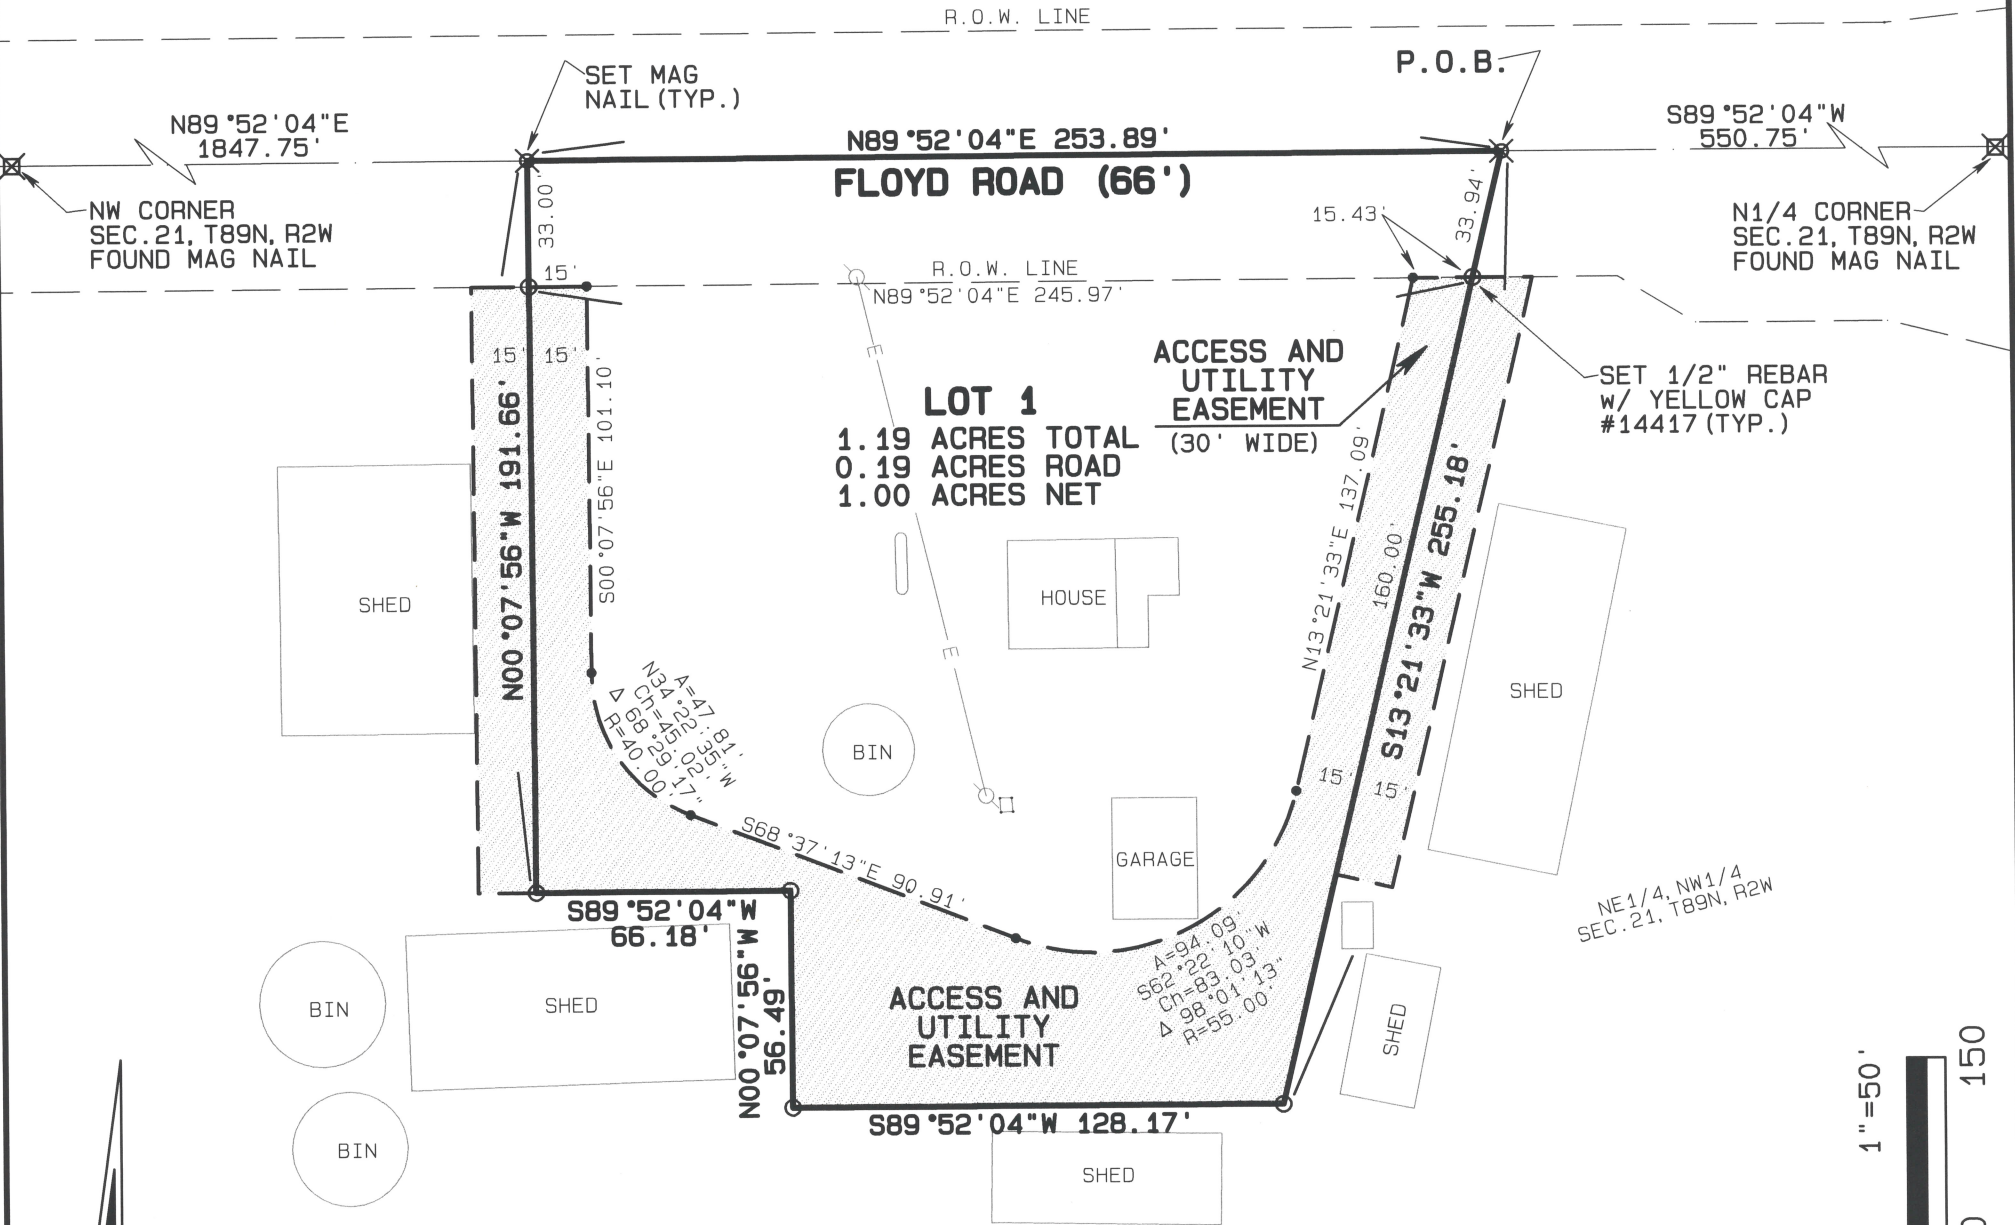 R.O.W. LINE
P.O.B.
SET MAG
NAIL (TYP.)
N89°52'04"E
1847.75'
N89°52'04"E 253.89'
FLOYD ROAD (66')
S89°52'04"W
550.75'
NW CORNER
SEC.21, T89N, R2W
FOUND MAG NAIL
33.00'
15'
15.43'
33.94'
N1/4 CORNER
SEC.21, T89N, R2W
FOUND MAG NAIL
R.O.W. LINE
N89°52'04"E 245.97'
15' 15'
E
ACCESS AND
UTILITY
EASEMENT
(30' WIDE)
SET 1/2" REBAR
W/ YELLOW CAP
#14417 (TYP.)
LOT 1
1.19 ACRES TOTAL
0.19 ACRES ROAD
1.00 ACRES NET
N00°07'56"W 191.66'
S00°07'56"E 101.10'
N13°21'33"E 137.09'
160.00'
S13°21'33"W 255.18'
SHED
HOUSE
E
SHED
A=47.81'
N34°22'35"W
Ch=45.02'
Δ 68°29'17"
R=40.00'
BIN
15'
15'
S68°37'13"E 90.91'
GARAGE
NE1/4, NW1/4
SEC.21, T89N, R2W
S89°52'04"W
66.18'
N00°07'56"W
56.49'
A=94.09'
S62°22'10"W
Ch=83.03'
Δ 98°01'13"
R=55.00'
BIN
SHED
ACCESS AND
UTILITY
EASEMENT
SHED
S89°52'04"W 128.17'
BIN
SHED
1"=50'
150